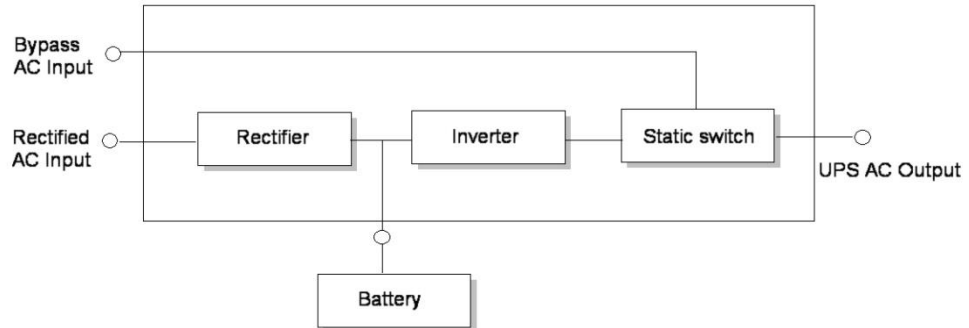 Bypass
AC Input
Rectified
AC Input
Rectifier
Inverter
Static switch
UPS AC Output
Battery